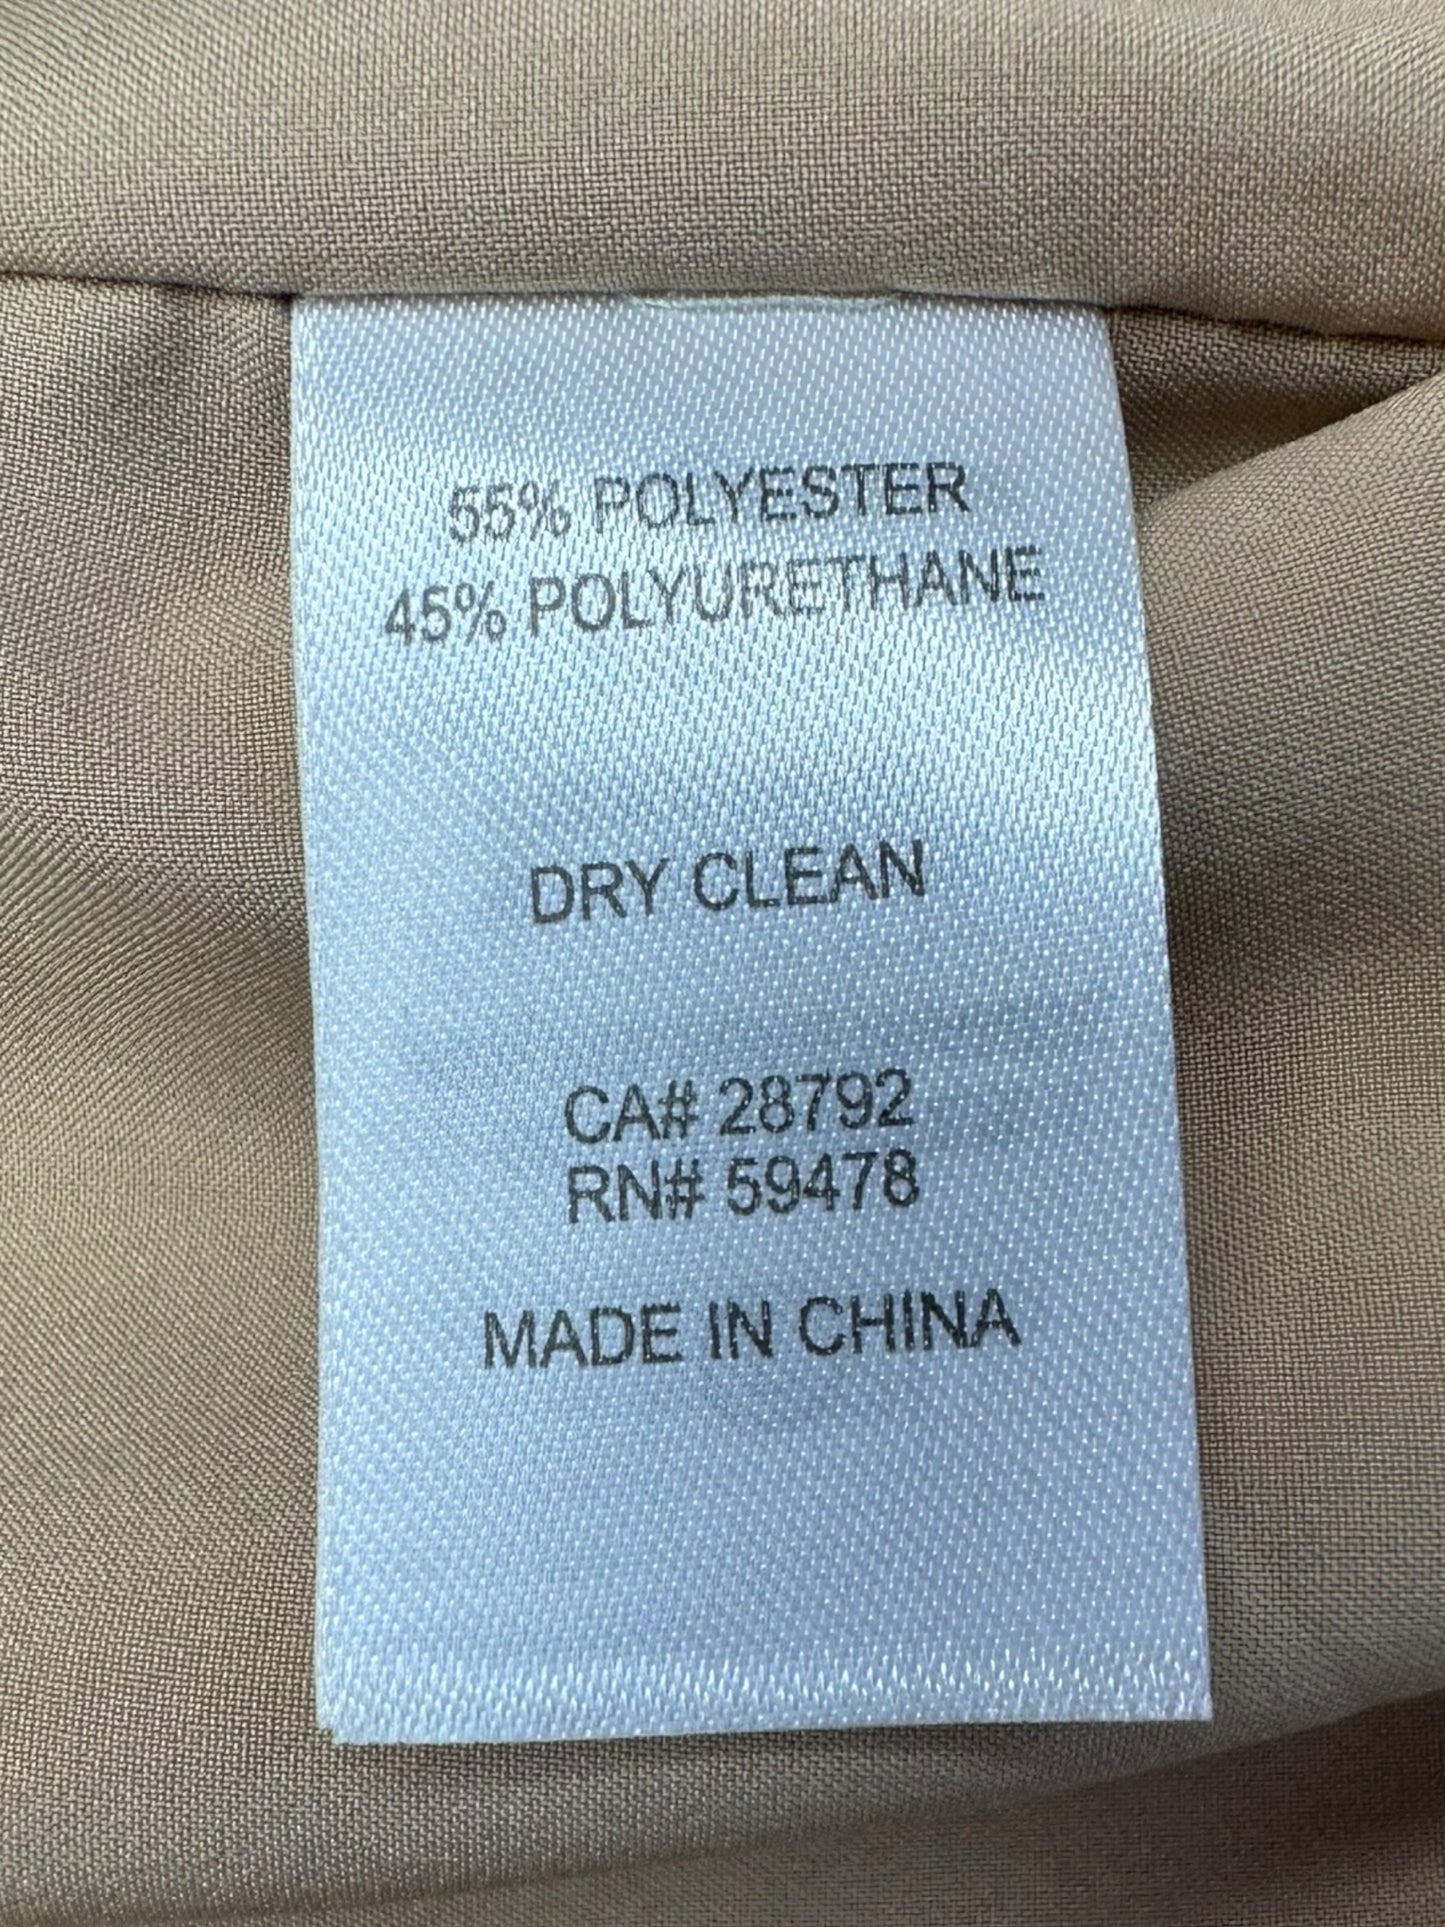 55% POLYESTER
45% POLYURETHANE
DRY CLEAN
CA# 28792
RN# 59478
MADE IN CHINA